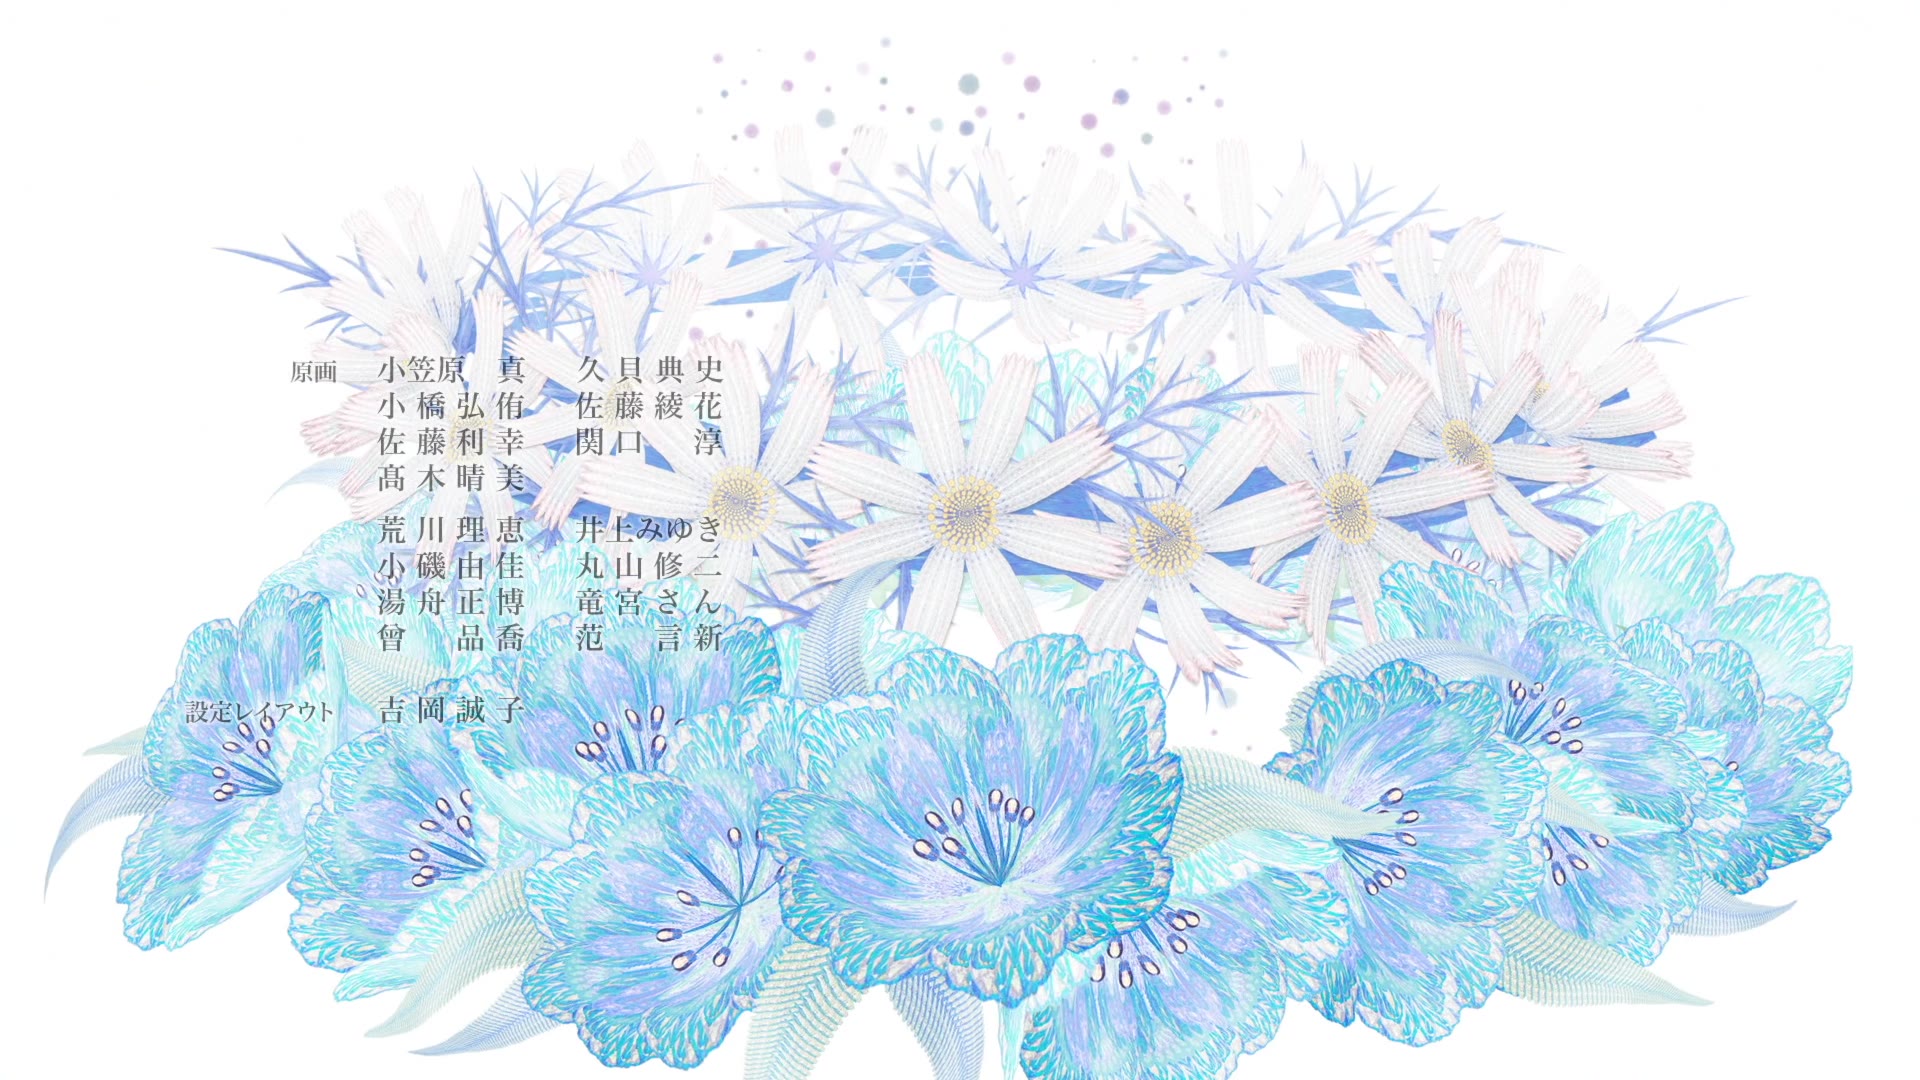 原画 小笠原 真 久貝典史
小橋弘侑 佐藤綾花
佐藤利幸 関口 淳
髙木晴美
荒川理恵 井上みゆき
小磯由佳 丸山修二
湯舟正博 竜宮さん
曾 品喬 范 言新
設定レイアウト 吉岡誠子